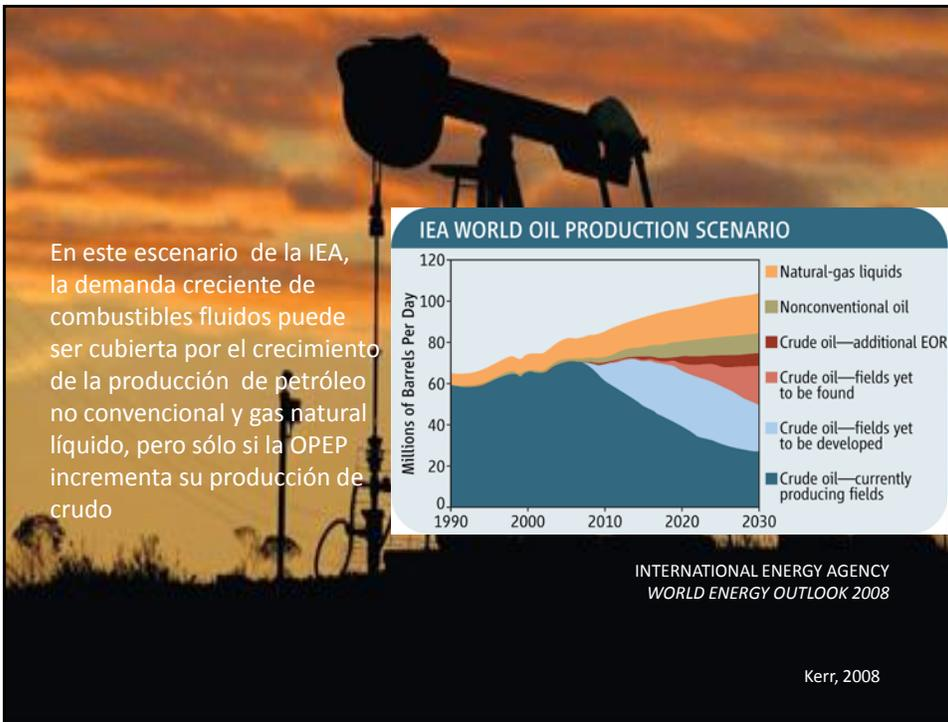 En este escenario de la IEA,
la demanda creciente de
combustibles fluidos puede
ser cubierta por el crecimiento
de la producción de petróleo
no convencional y gas natural
líquido, pero sólo si la OPEP
incrementa su producción de
crudo
IEA WORLD OIL PRODUCTION SCENARIO
Millions of Barrels Per Day
120
100
80
60
40
20
0
1990 2000 2010 2020 2030
Natural-gas liquids
Nonconventional oil
Crude oil—additional EOR
Crude oil—fields yet
to be found
Crude oil—fields yet
to be developed
Crude oil—currently
producing fields
INTERNATIONAL ENERGY AGENCY
WORLD ENERGY OUTLOOK 2008
Kerr, 2008